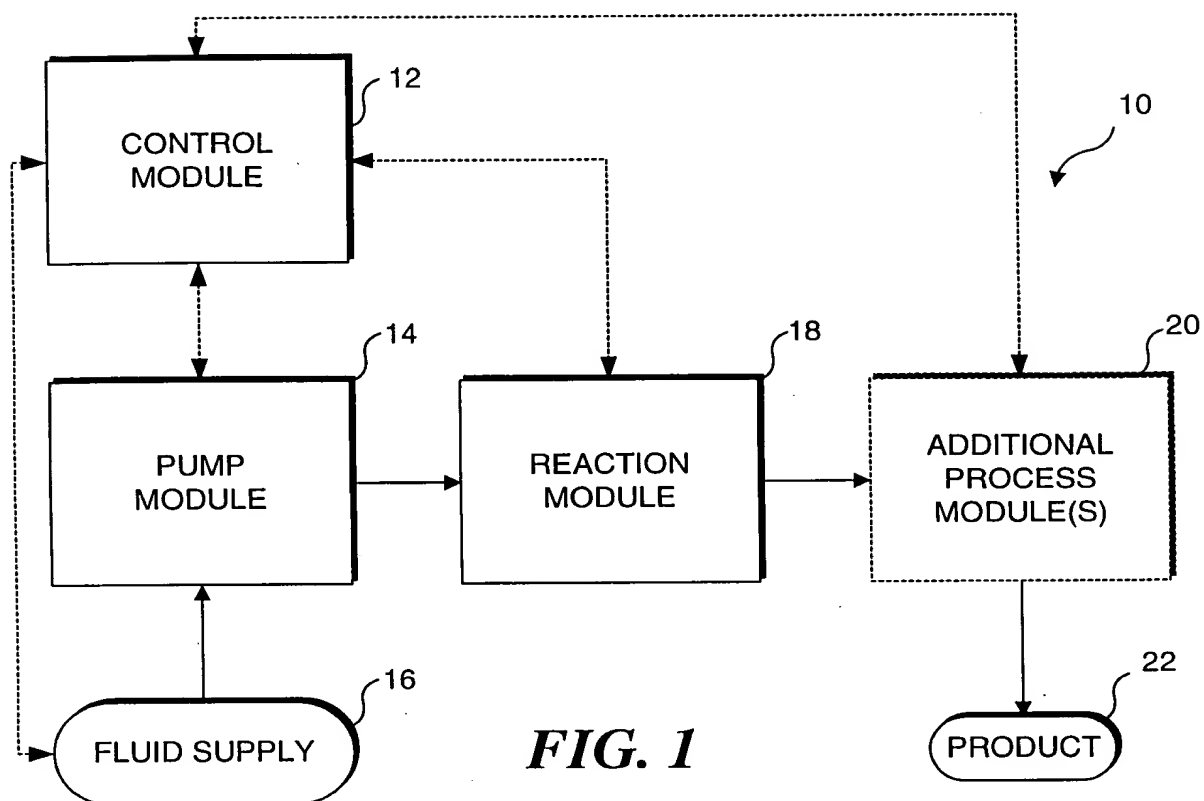 12
CONTROL
MODULE
10
14
PUMP
MODULE
18
REACTION
MODULE
20
ADDITIONAL
PROCESS
MODULE(S)
16
FLUID SUPPLY
22
PRODUCT
FIG. 1